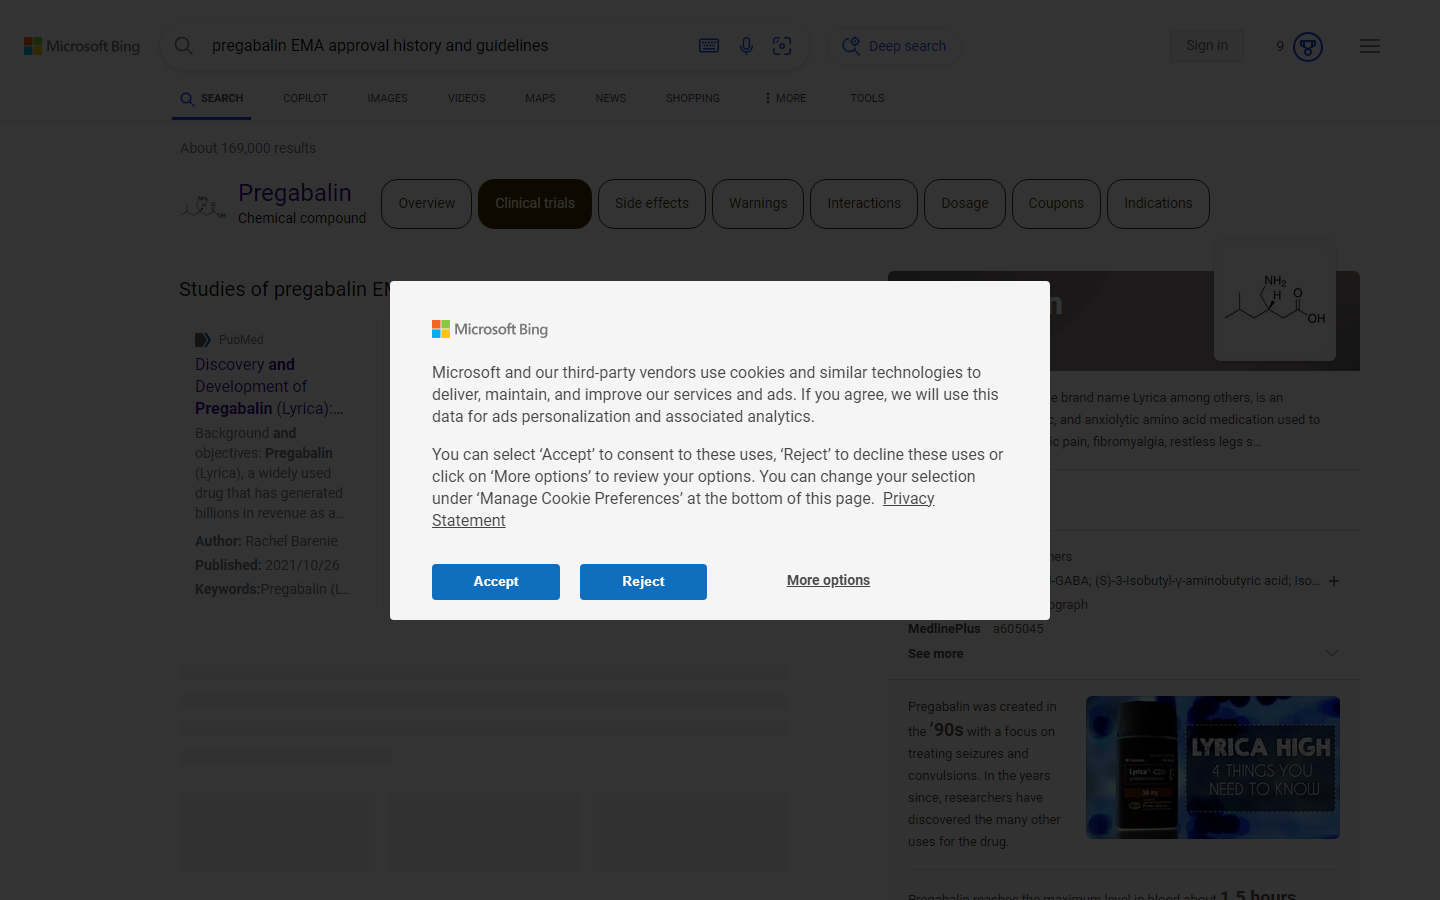 Microsoft Bing
pregabalin EMA approval history and guidelines
Deep search
Sign in
9
SEARCH
COPILOT
IMAGES
VIDEOS
MAPS
NEWS
SHOPPING
MORE
TOOLS
About 169,000 results
Pregabalin
Chemical compound
Overview
Clinical trials
Side effects
Warnings
Interactions
Dosage
Coupons
Indications
Studies of pregabalin EM
PubMed
Discovery and
Development of
Pregabalin (Lyrica):...
Background and
objectives: Pregabalin
(Lyrica), a widely used
drug that has generated
billions in revenue as a...
Author: Rachel Barenie
Published: 2021/10/26
Keywords:Pregabalin (L...
Microsoft Bing
Microsoft and our third-party vendors use cookies and similar technologies to
deliver, maintain, and improve our services and ads. If you agree, we will use this
data for ads personalization and associated analytics.
You can select ‘Accept’ to consent to these uses, ‘Reject’ to decline these uses or
click on ‘More options’ to review your options. You can change your selection
under ‘Manage Cookie Preferences’ at the bottom of this page. Privacy
Statement
Accept
Reject
More options
n
NH2
H
O
OH
e brand name Lyrica among others, is an
c, and anxiolytic amino acid medication used to
ic pain, fibromyalgia, restless legs s...
hers
-GABA; (S)-3-Isobutyl-γ-aminobutyric acid; Iso...
ograph
MedlinePlus a605045
See more
Pregabalin was created in
the ‘90s with a focus on
treating seizures and
convulsions. In the years
since, researchers have
discovered the many other
uses for the drug.
Lyrica
50 mg
LYRICA HIGH
4 THINGS YOU
NEED TO KNOW
Pregabalin reaches the maximum level in blood about 1.5 hours